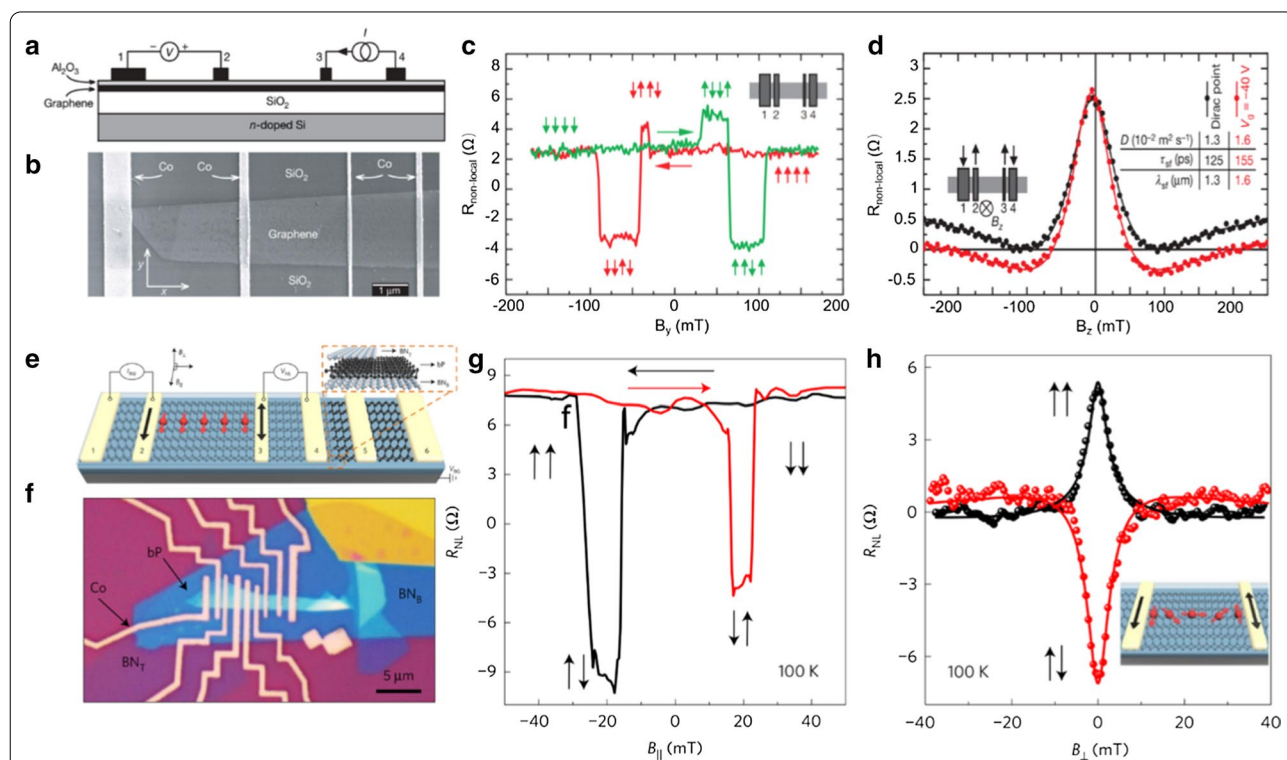 a
1
− V +
2
3
I
4
Al₂O₃
Graphene
SiO₂
n-doped Si
b
Co
Co
SiO₂
Co
Graphene
y
x
SiO₂
1 μm
c
R_non-local (Ω)
8
6
4
2
0
-2
-4
-6
-8
↓↓↓↓
↓↑↑↓
↑↓↓↑
↑↑↑↑
↓↓↑↓
↑↑↓↑
1 2 3 4
-200 -100 0 100 200
B_y (mT)
d
R_non-local (Ω)
3
2.5
2
1.5
1
0.5
0
-0.5
Dirac point
V_g = −40 V
D (10⁻² m² s⁻¹) 1.3 1.6
τ_sf (ps) 125 155
λ_sf (μm) 1.3 1.6
1 2 3 4
B_z
-200 -100 0 100 200
B_z (mT)
e
BN_T
bP
BN_B
V_NL
1 2 3 4 5 6
V_BG
f
bP
Co
BN_T
BN_B
5 μm
g
R_NL (Ω)
9
6
3
0
−3
−6
−9
f
↑↑
↓↓
↑↓
↓↑
100 K
−40 −20 0 20 40
B_|| (mT)
h
R_NL (Ω)
6
3
0
−3
−6
↑↑
↑↓
100 K
−40 −20 0 20 40
B_⊥ (mT)